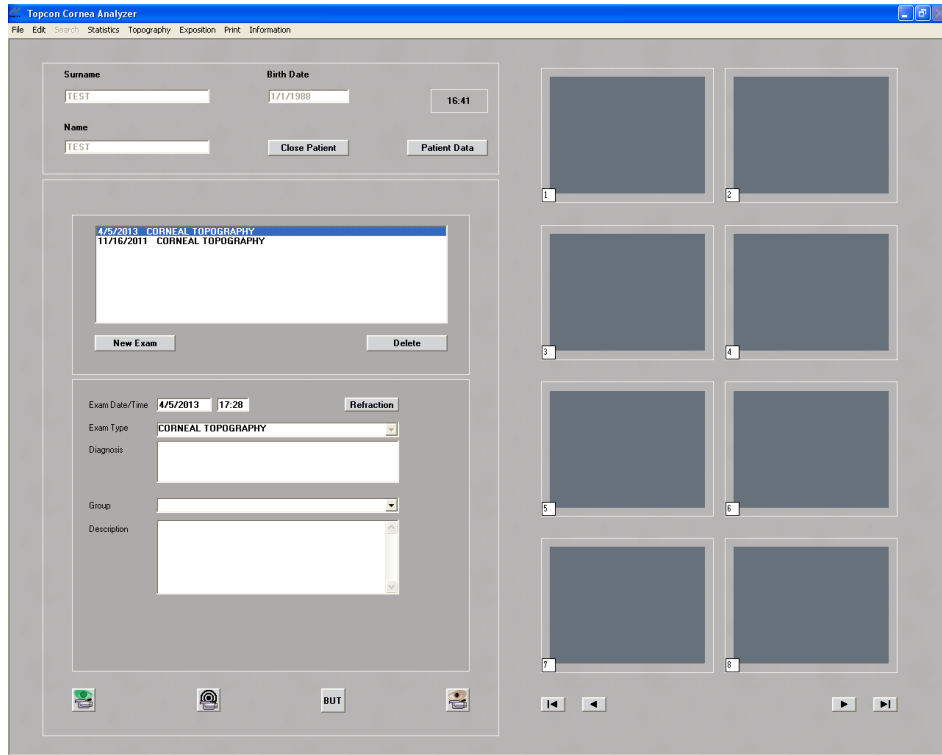 Topcon Cornea Analyzer
File Edit Search Statistics Topography Exposition Print Information
Surname
Birth Date
TEST
1/1/1988
16:41
Name
TEST
Close Patient
Patient Data
4/5/2013 CORNEAL TOPOGRAPHY
11/16/2011 CORNEAL TOPOGRAPHY
New Exam
Delete
Exam Date/Time 4/5/2013 17:28
Refraction
Exam Type CORNEAL TOPOGRAPHY
Diagnosis
Group
Description
BUT
1
2
3
4
5
6
7
8